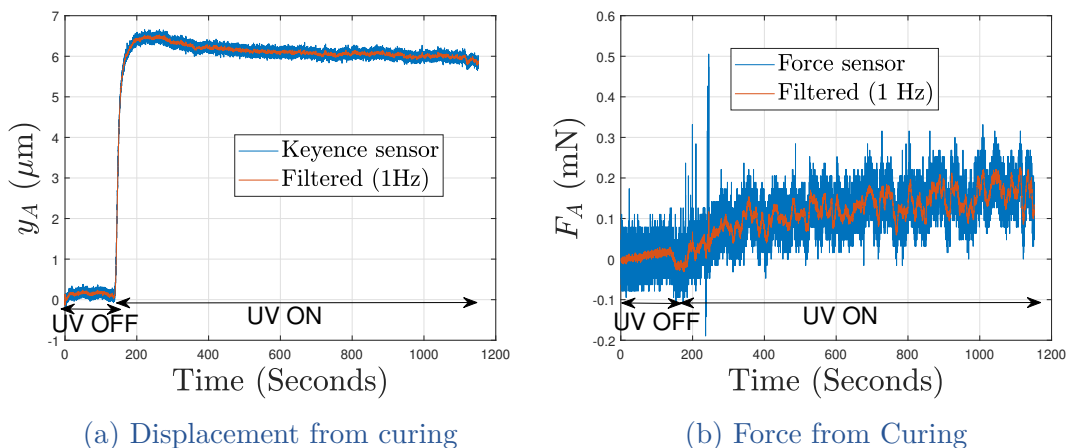 7
6
5
4
3
2
1
0
-1
y_A (μm)
Keyence sensor
Filtered (1Hz)
UV OFF
UV ON
0 200 400 600 800 1000 1200
Time (Seconds)
(a) Displacement from curing
0.6
0.5
0.4
0.3
0.2
0.1
0
-0.1
-0.2
F_A (mN)
Force sensor
Filtered (1 Hz)
UV OFF
UV ON
0 200 400 600 800 1000 1200
Time (Seconds)
(b) Force from Curing